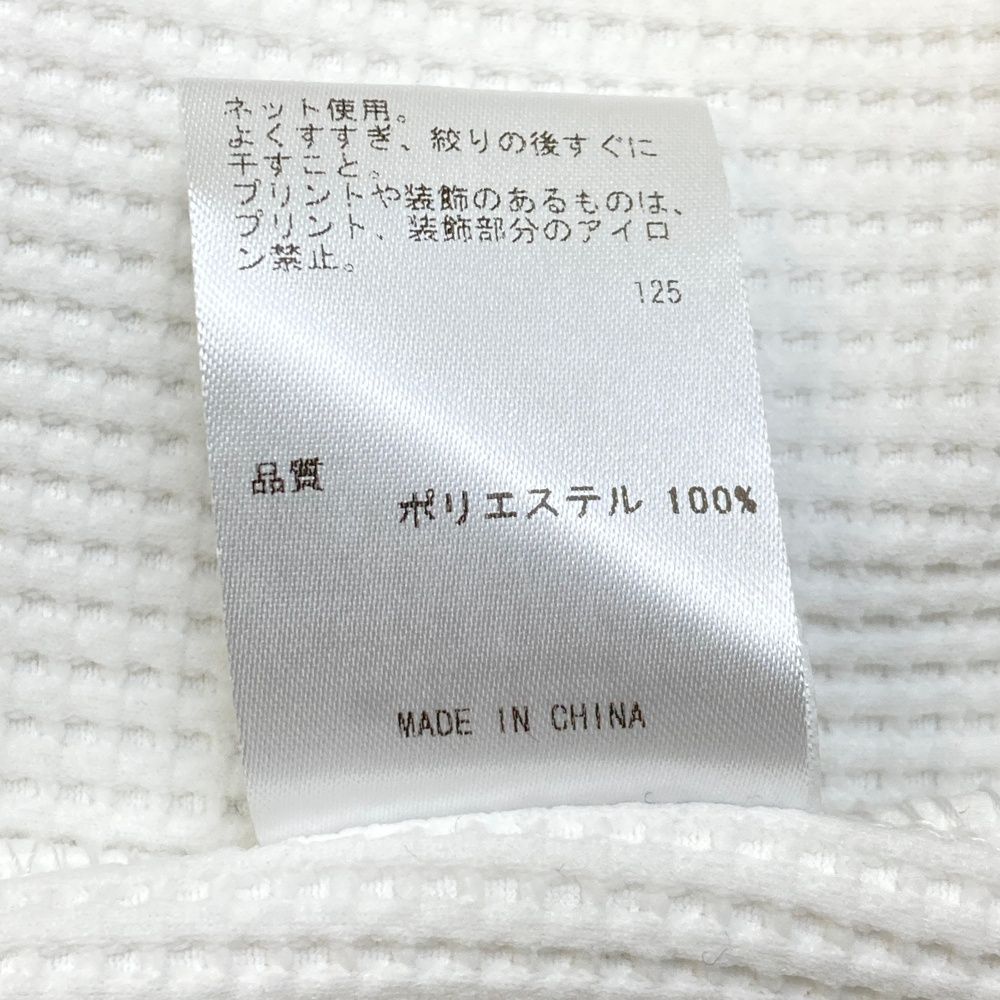 ネット使用。
よくすすぎ、絞りの後すぐに
干すこと。
プリントや装飾のあるものは、
プリント、装飾部分のアイロ
ン禁止。
125
品質
ポリエステル 100%
MADE IN CHINA